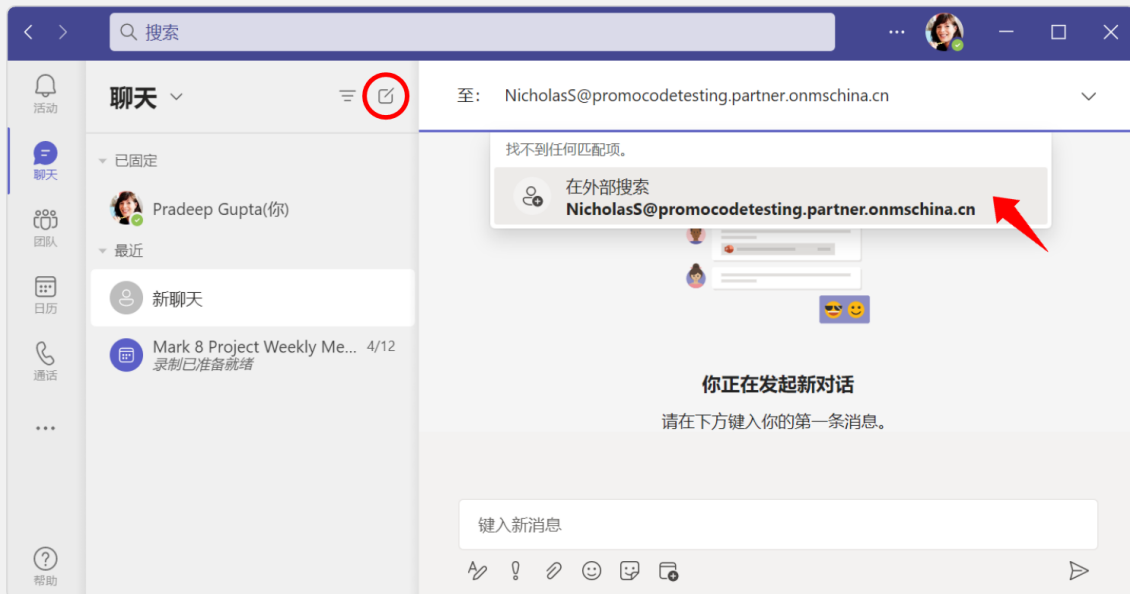 搜索
活动
聊天
团队
日历
通话
帮助
聊天
已固定
Pradeep Gupta(你)
最近
新聊天
Mark 8 Project Weekly Me... 4/12
录制已准备就绪
至: NicholasS@promocodetesting.partner.onmschina.cn
找不到任何匹配项。
在外部搜索
NicholasS@promocodetesting.partner.onmschina.cn
你正在发起新对话
请在下方键入你的第一条消息。
键入新消息